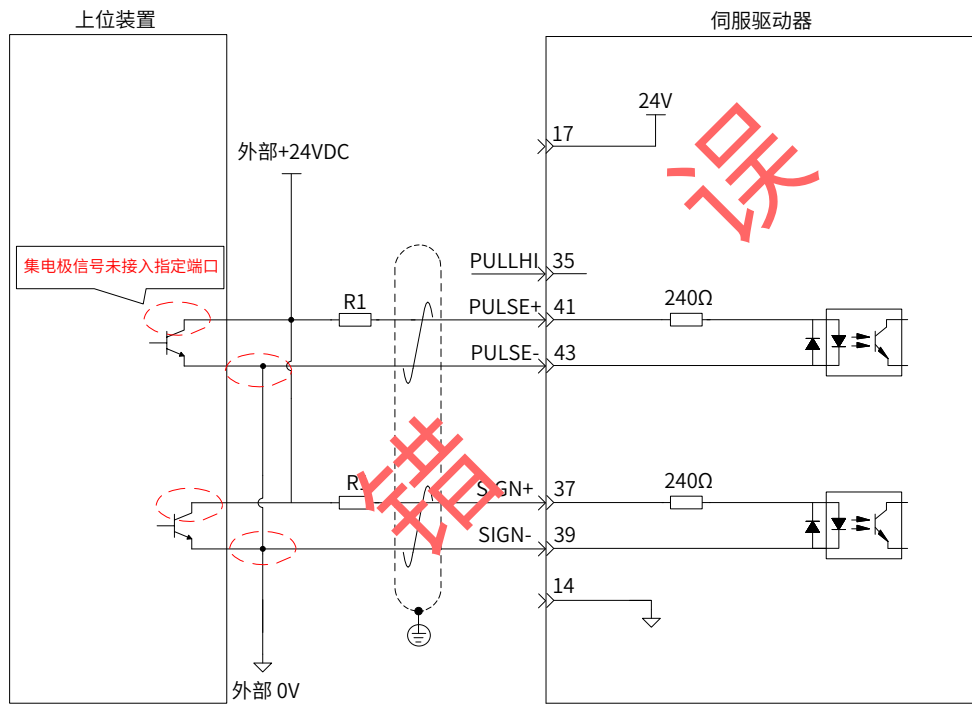 上位装置
伺服驱动器
24V
17
误
外部+24VDC
集电极信号未接入指定端口
PULLHI
35
R1
PULSE+
41
240Ω
PULSE-
43
错
R1
SIGN+
37
240Ω
SIGN-
39
14
外部 0V